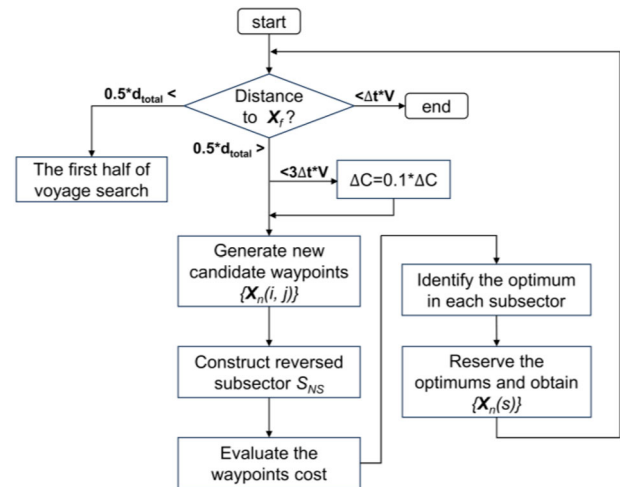 start
Distance
to X_f?
0.5*d_total <
<Δt*V
end
The first half of
voyage search
0.5*d_total >
<3Δt*V
ΔC=0.1*ΔC
Generate new
candidate waypoints
{X_n(i, j)}
Construct reversed
subsector S_NS
Evaluate the
waypoints cost
Identify the optimum
in each subsector
Reserve the
optimums and obtain
{X_n(s)}